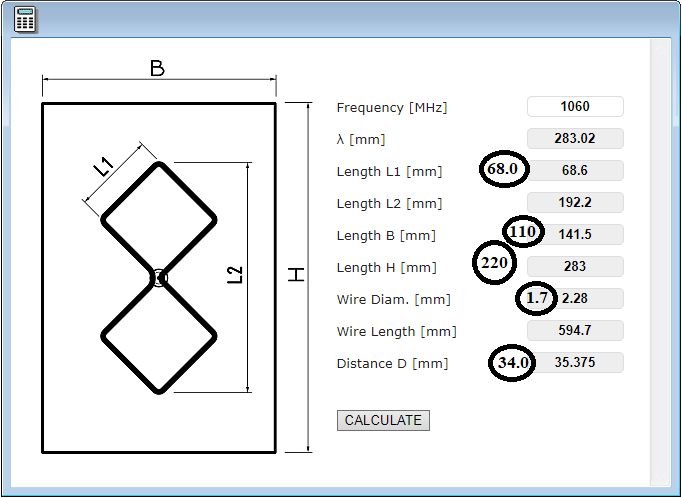 B
L1
L2
H
Frequency [MHz] 1060
λ [mm] 283.02
Length L1 [mm] 68.0 68.6
Length L2 [mm] 192.2
Length B [mm] 110 141.5
Length H [mm] 220 283
Wire Diam. [mm] 1.7 2.28
Wire Length [mm] 594.7
Distance D [mm] 34.0 35.375
CALCULATE